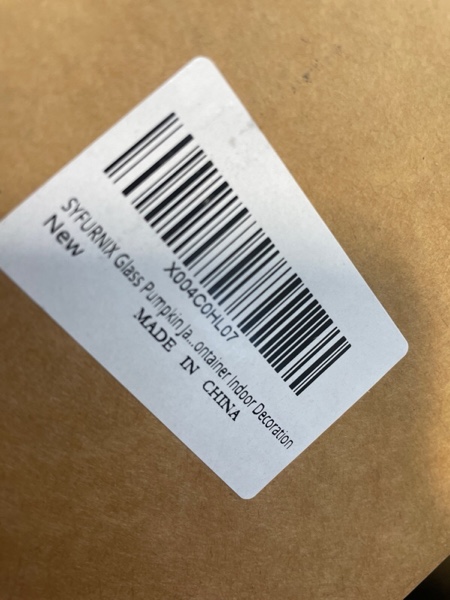 X004C0HL07
SYFURNIX Glass Pumpkin Ja...ontainer Indoor Decoration
New
MADE IN CHINA